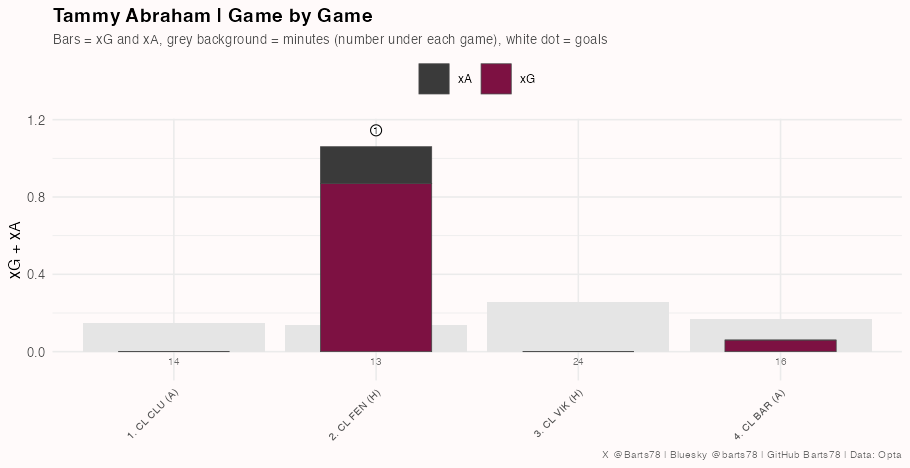 Tammy Abraham | Game by Game
Bars = xG and xA, grey background = minutes (number under each game), white dot = goals
xA xG
xG + xA
1.2
0.8
0.4
0.0
1
14 13 24 16
1. CL CLU (A)
2. CL FEN (H)
3. CL VIK (H)
4. CL BAR (A)
X @Barts78 | Bluesky @barts78 | GitHub Barts78 | Data: Opta